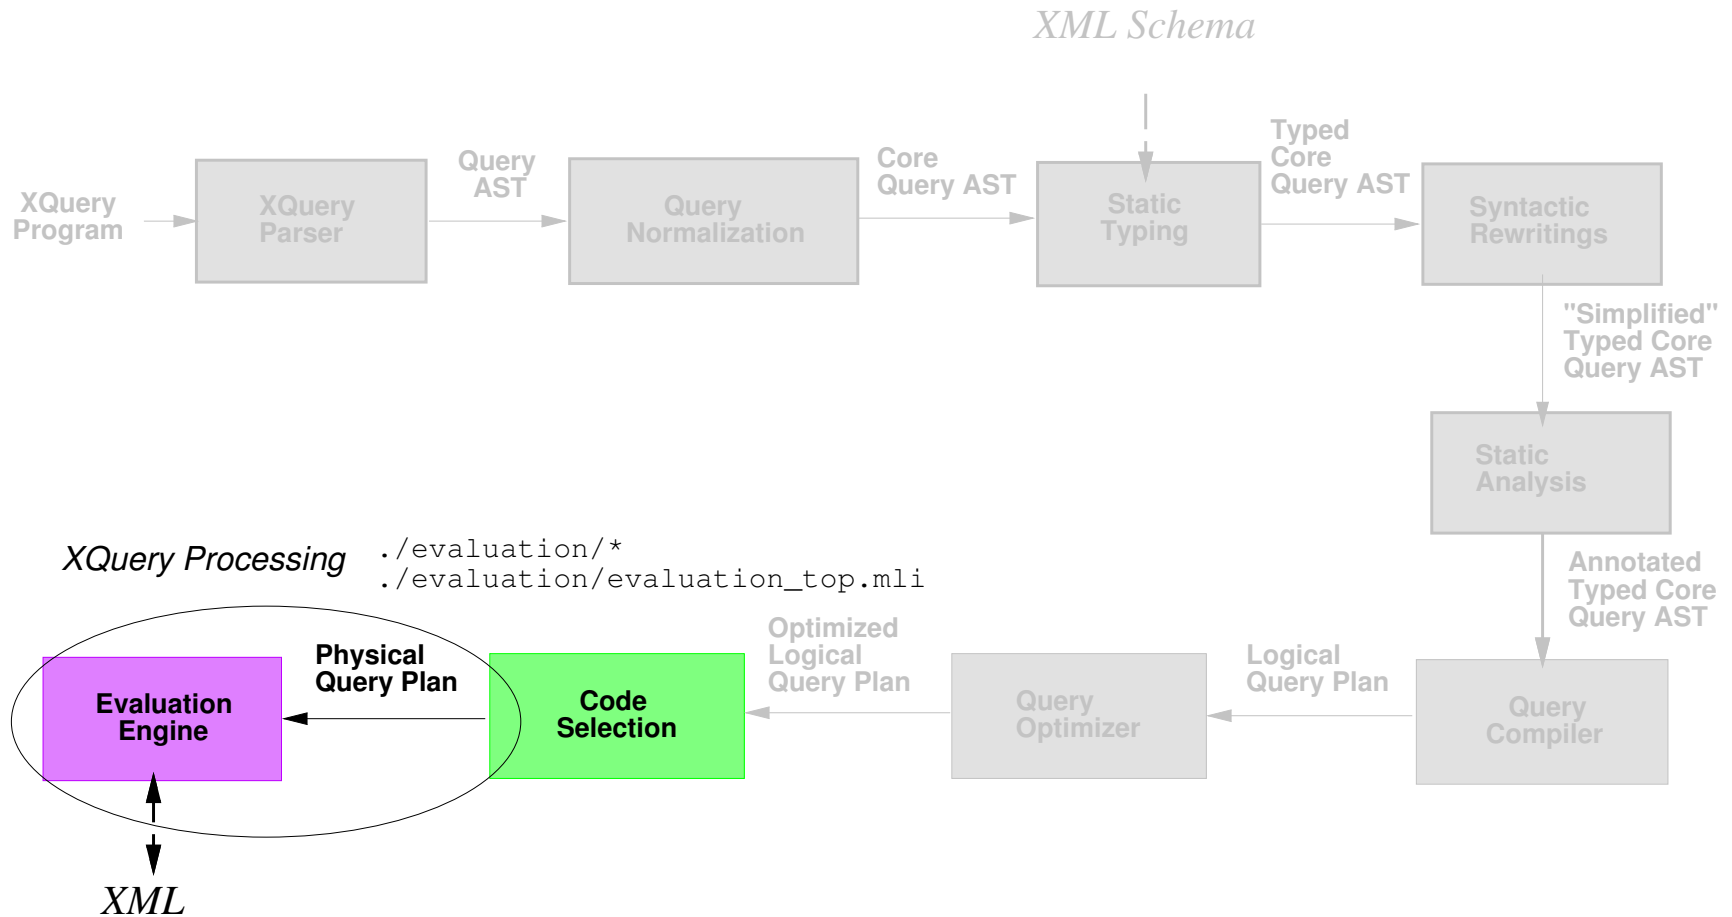 XML Schema
XQuery
Program
XQuery
Parser
Query
AST
Query
Normalization
Core
Query AST
Static
Typing
Typed
Core
Query AST
Syntactic
Rewritings
"Simplified"
Typed Core
Query AST
Static
Analysis
Annotated
Typed Core
Query AST
Query
Compiler
Logical
Query Plan
Query
Optimizer
Optimized
Logical
Query Plan
Code
Selection
Physical
Query Plan
Evaluation
Engine
XQuery Processing
./evaluation/*
./evaluation/evaluation_top.mli
XML